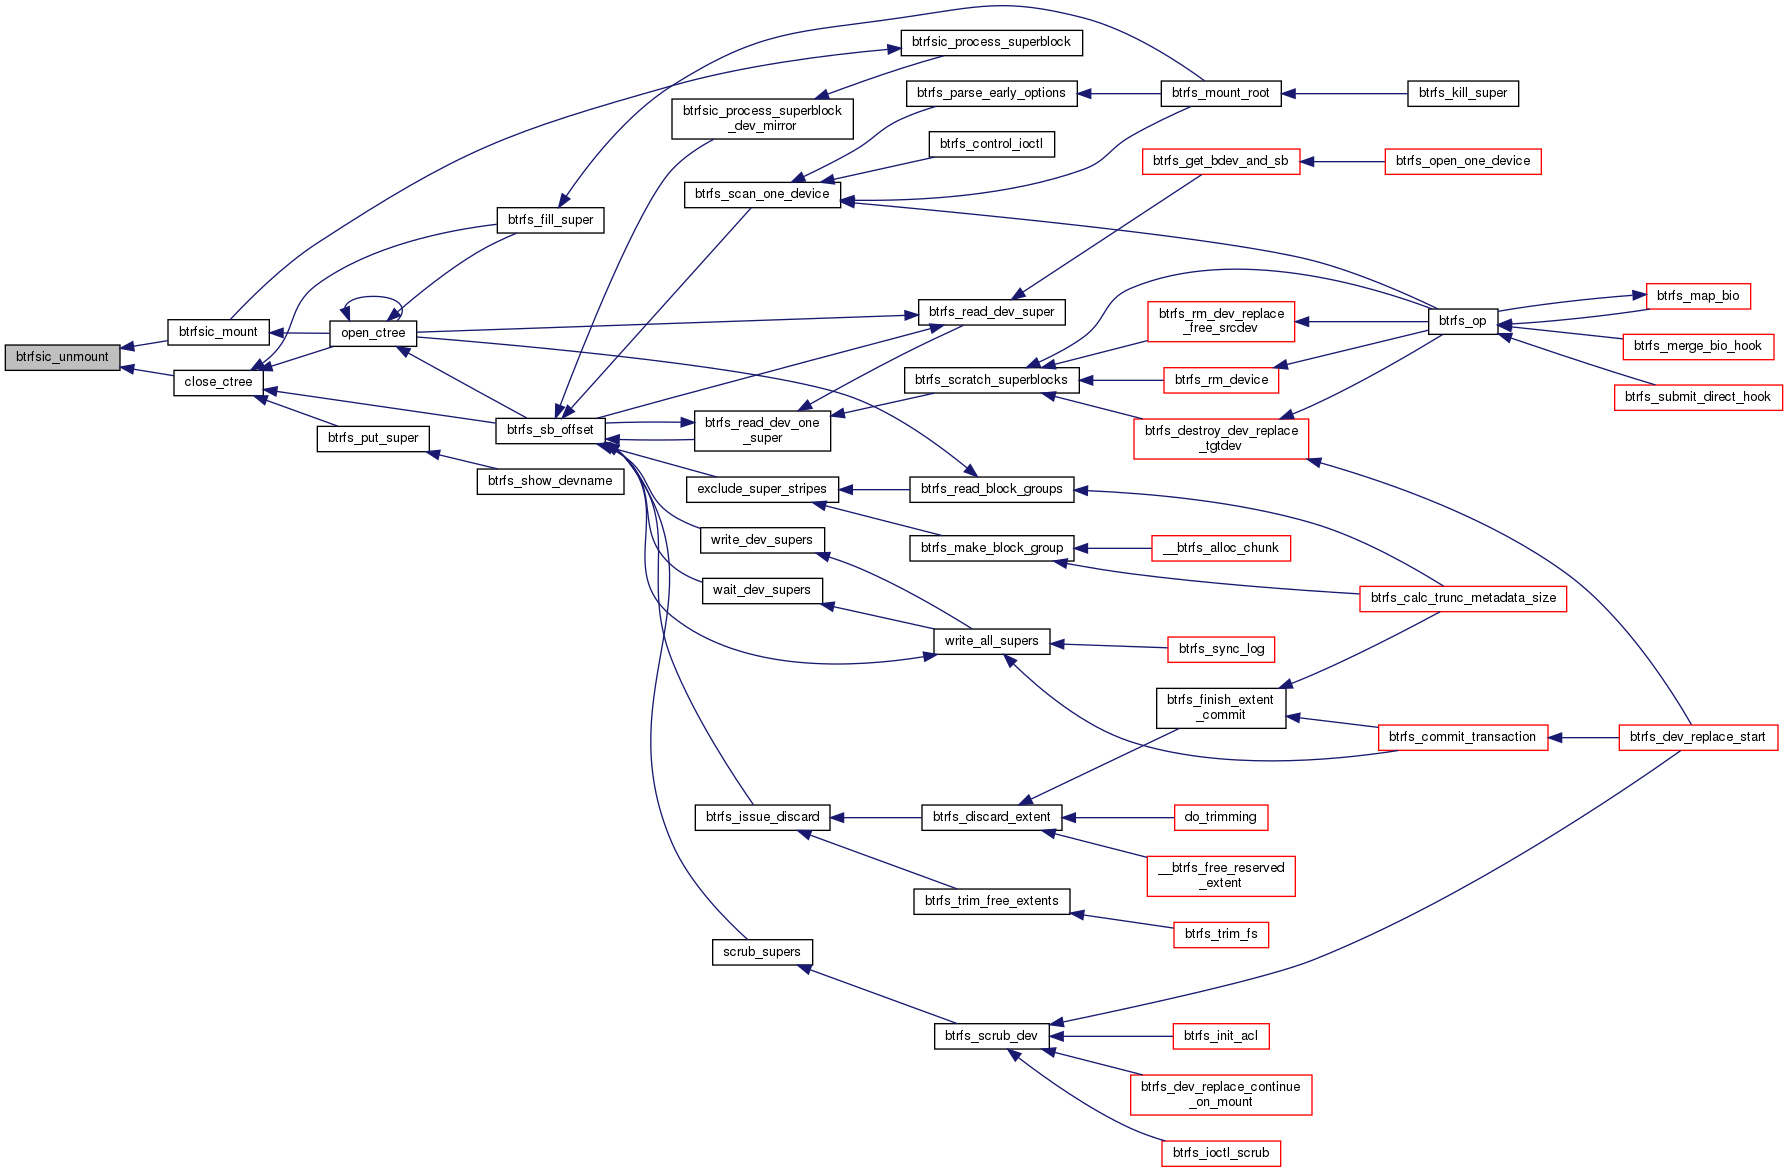 btrfsic_unmount
btrfsic_mount
close_ctree
open_ctree
btrfs_put_super
btrfs_fill_super
btrfs_sb_offset
btrfs_show_devname
btrfsic_process_superblock
_dev_mirror
btrfs_scan_one_device
btrfs_read_dev_one
_super
exclude_super_stripes
write_dev_supers
wait_dev_supers
btrfs_issue_discard
scrub_supers
btrfsic_process_superblock
btrfs_parse_early_options
btrfs_control_ioctl
btrfs_read_dev_super
btrfs_scratch_superblocks
btrfs_read_block_groups
btrfs_make_block_group
write_all_supers
btrfs_discard_extent
btrfs_trim_free_extents
btrfs_scrub_dev
btrfs_mount_root
btrfs_get_bdev_and_sb
btrfs_rm_dev_replace
_free_srcdev
btrfs_rm_device
btrfs_destroy_dev_replace
_tgtdev
__btrfs_alloc_chunk
btrfs_sync_log
btrfs_finish_extent
_commit
do_trimming
__btrfs_free_reserved
_extent
btrfs_trim_fs
btrfs_init_acl
btrfs_dev_replace_continue
_on_mount
btrfs_ioctl_scrub
btrfs_kill_super
btrfs_open_one_device
btrfs_op
btrfs_calc_trunc_metadata_size
btrfs_commit_transaction
btrfs_map_bio
btrfs_merge_bio_hook
btrfs_submit_direct_hook
btrfs_dev_replace_start